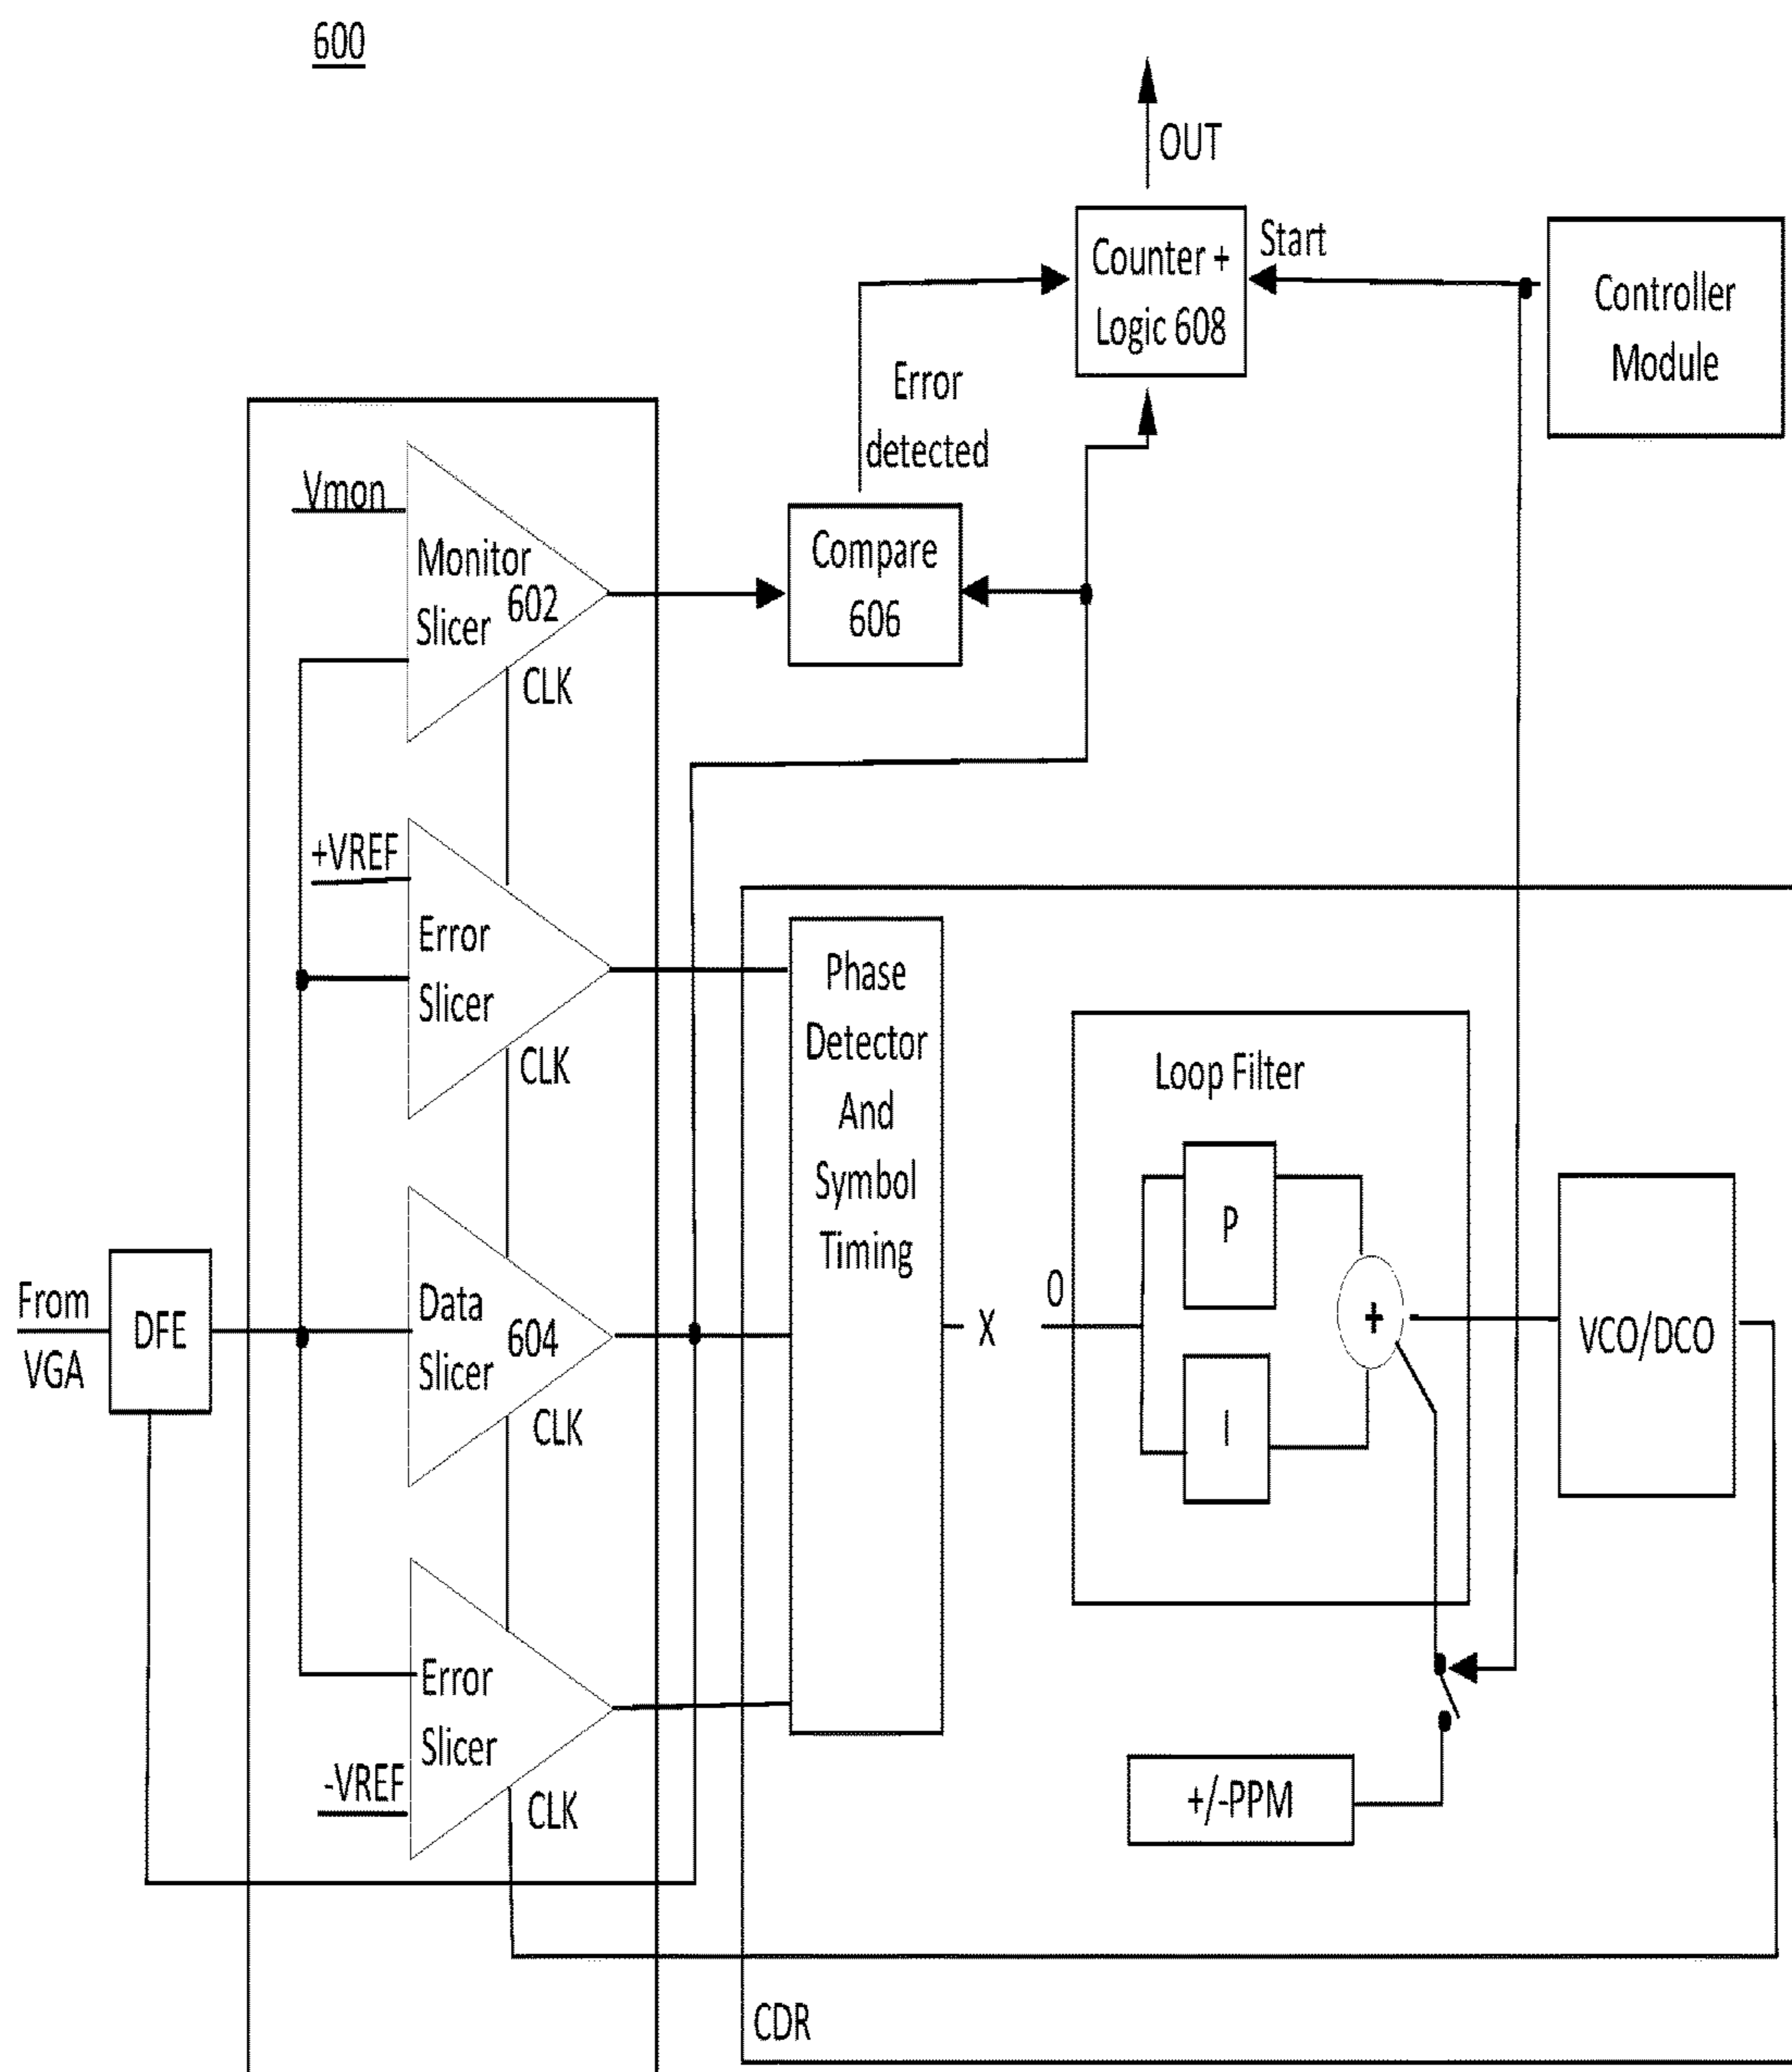 600
OUT
Counter +
Logic 608
Start
Controller
Module
Error
detected
Vmon
Monitor
Slicer 602
CLK
Compare
606
+VREF
Error
Slicer
CLK
Phase
Detector
And
Symbol
Timing
Loop Filter
P
I
+
X
0
VCO/DCO
From
VGA
DFE
Data
Slicer 604
CLK
Error
Slicer
-VREF
CLK
+/-PPM
CDR